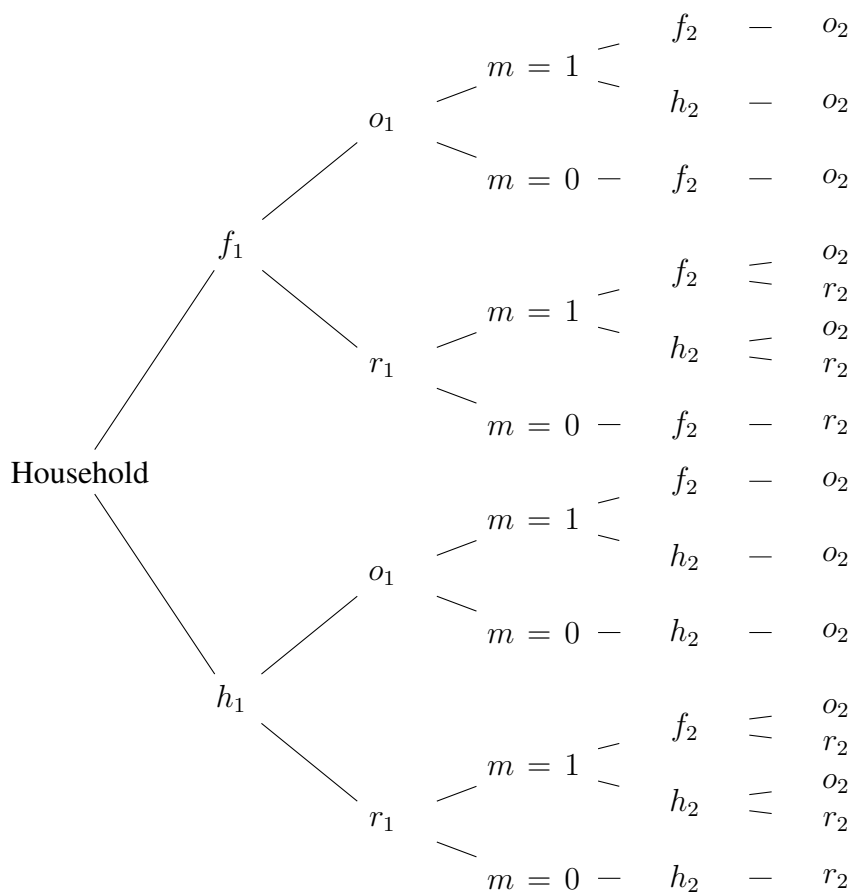 f₂ — o₂
m = 1
h₂ — o₂
o₁
m = 0 — f₂ — o₂
f₁
o₂
f₂
r₂
m = 1
o₂
h₂
r₂
r₁
m = 0 — f₂ — r₂
Household
f₂ — o₂
m = 1
h₂ — o₂
o₁
m = 0 — h₂ — o₂
h₁
o₂
f₂
r₂
m = 1
o₂
h₂
r₂
r₁
m = 0 — h₂ — r₂